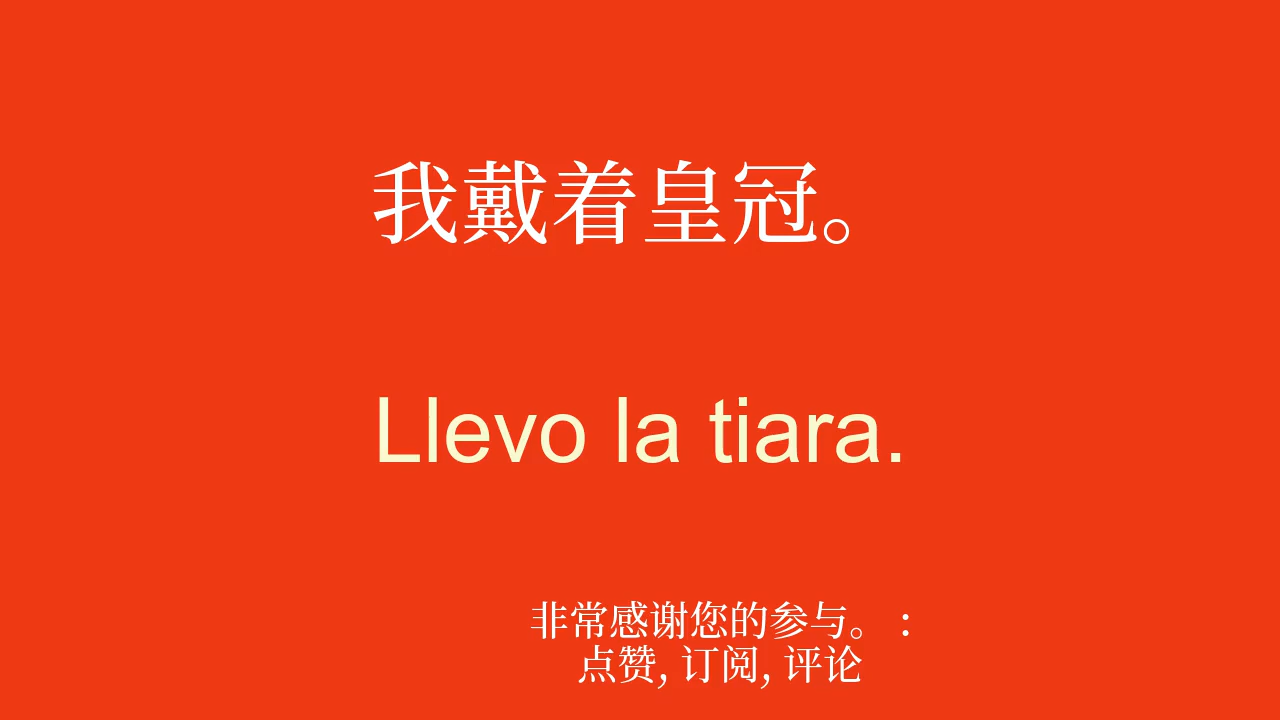 我戴着皇冠。
Llevo la tiara.
非常感谢您的参与。 :
点赞, 订阅, 评论